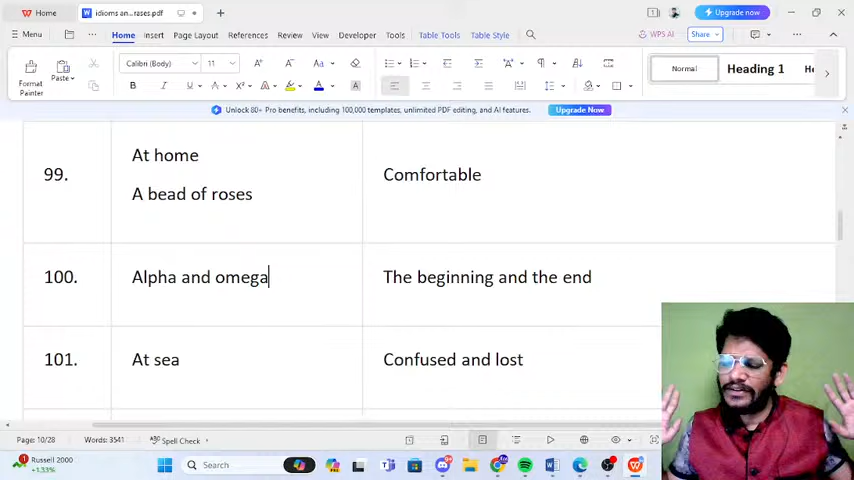 Home
idioms an...rases.pdf
1
Upgrade now
Menu
Home
Insert
Page Layout
References
Review
View
Developer
Tools
Table Tools
Table Style
WPS AI
Share
Format
Painter
Paste
Calibri (Body)
11
Normal
Heading 1
Unlock 80+ Pro benefits, including 100,000 templates, unlimited PDF editing, and AI features.
Upgrade Now
99.
At home
A bead of roses
Comfortable
100.
Alpha and omega
The beginning and the end
101.
At sea
Confused and lost
Page: 10/28
Words: 3541
Spell Check
Russell 2000
+1.33%
Search